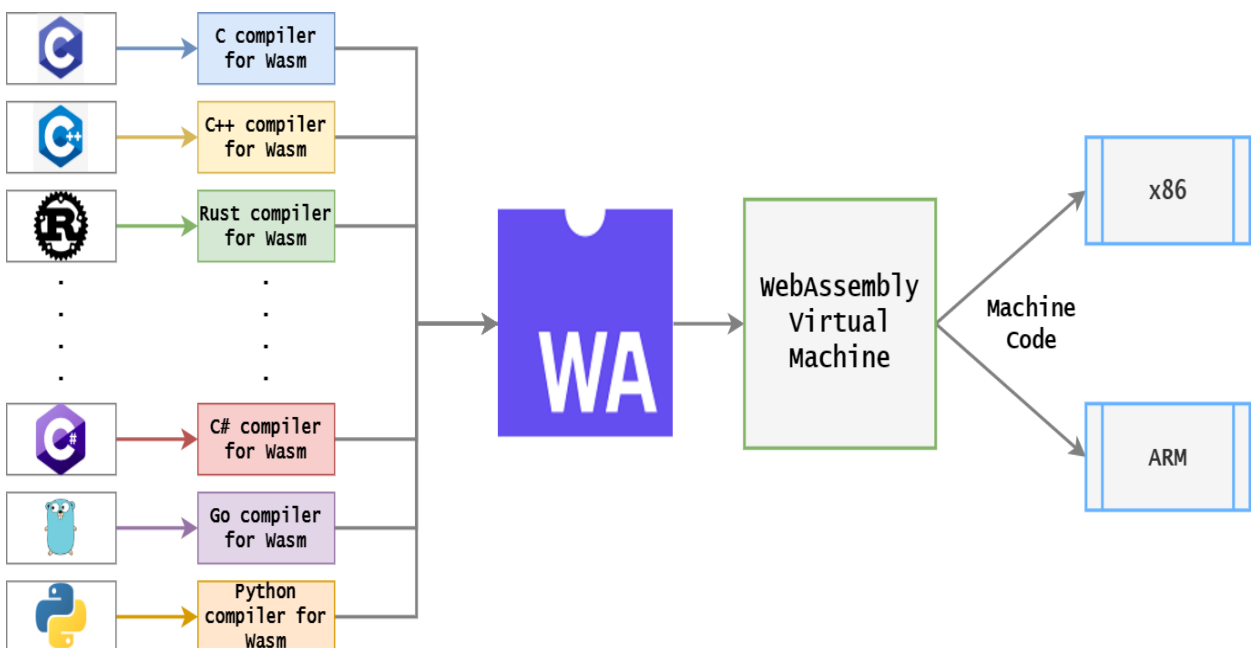 C
C compiler
for Wasm
C++
C++ compiler
for Wasm
R
Rust compiler
for Wasm
C#
C# compiler
for Wasm
Go compiler
for Wasm
Python
compiler for
Wasm
WA
WebAssembly
Virtual
Machine
Machine
Code
x86
ARM